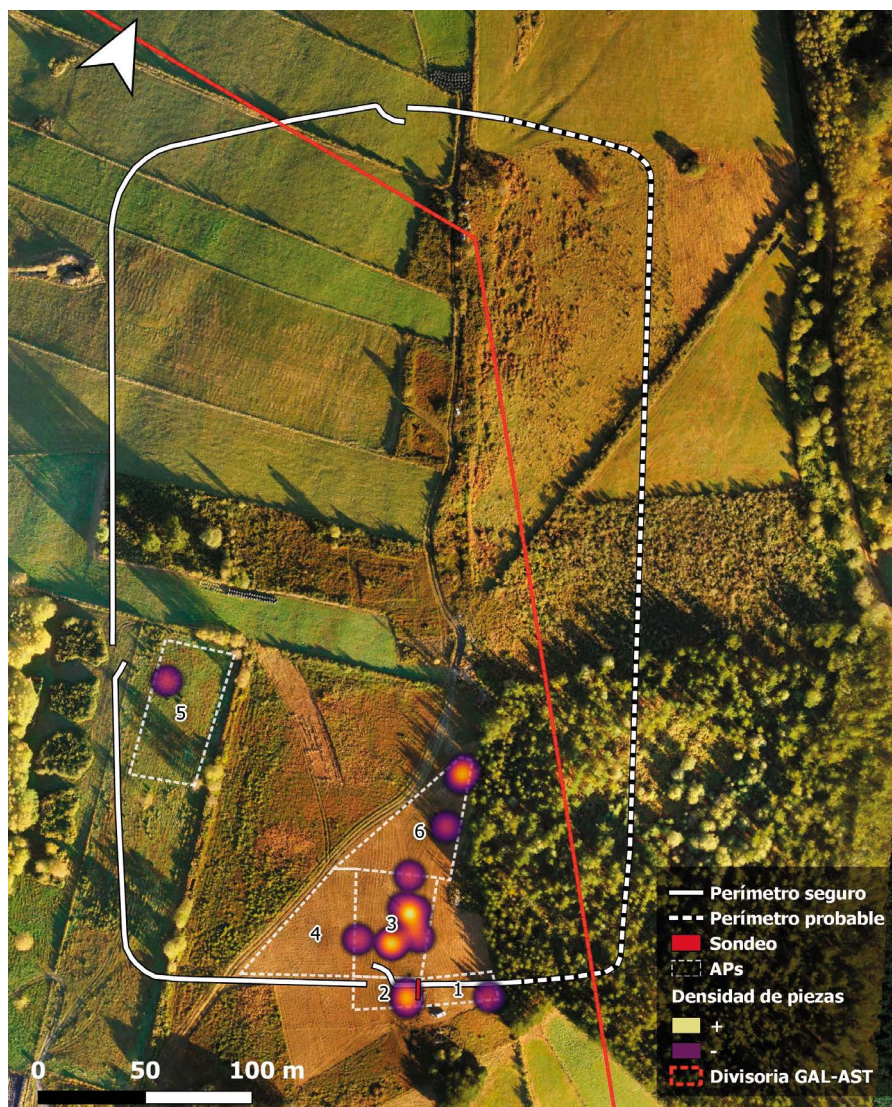 5
6
4
3
2
1
0
50
100 m
Perímetro seguro
Perímetro probable
Sondeo
APs
Densidad de piezas
+
-
Divisoria GAL-AST